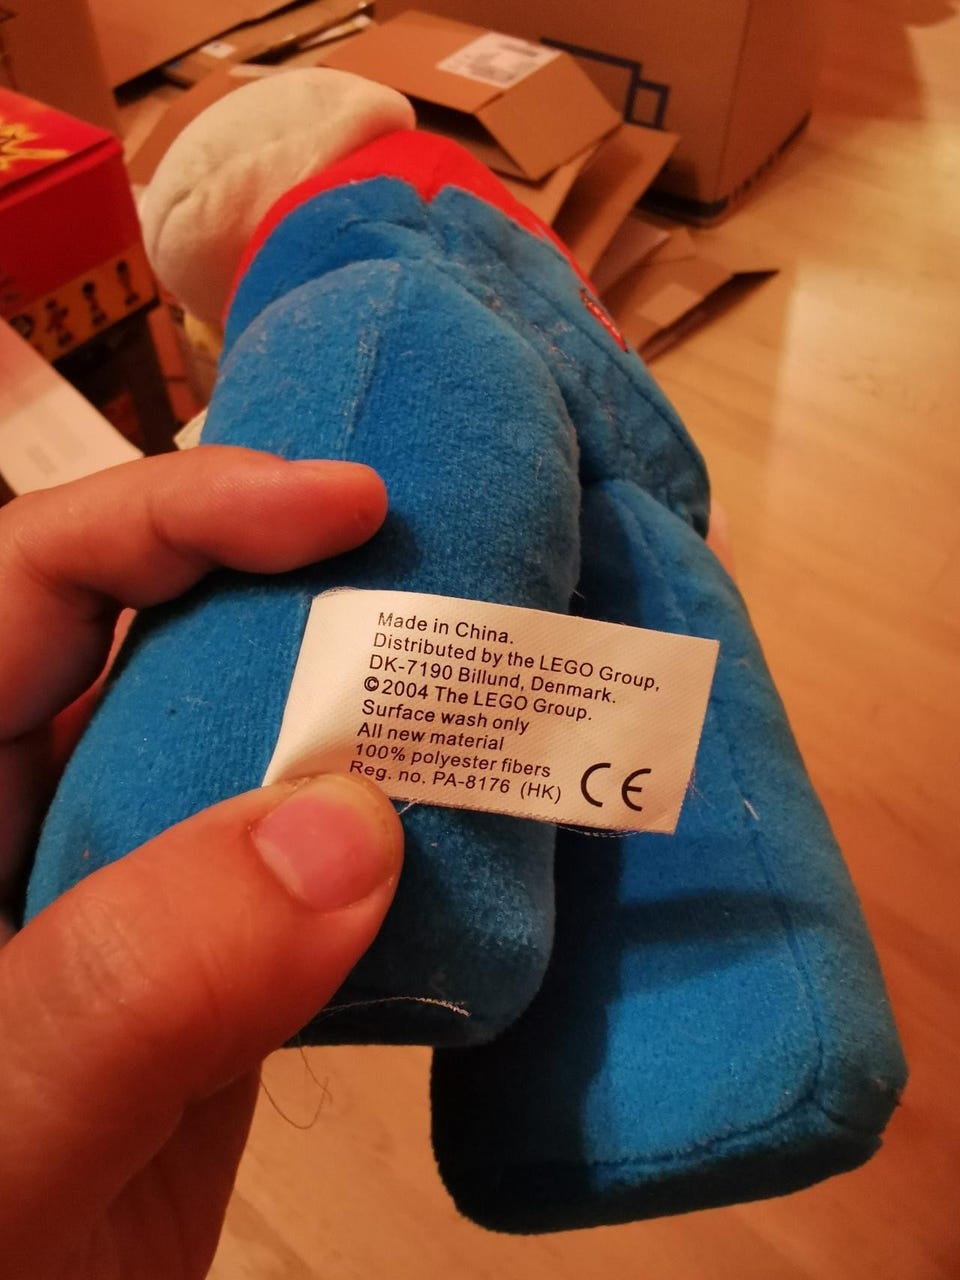 Made in China.
Distributed by the LEGO Group,
DK-7190 Billund, Denmark.
©2004 The LEGO Group.
Surface wash only
All new material
100% polyester fibers
Reg. no. PA-8176 (HK)
CE